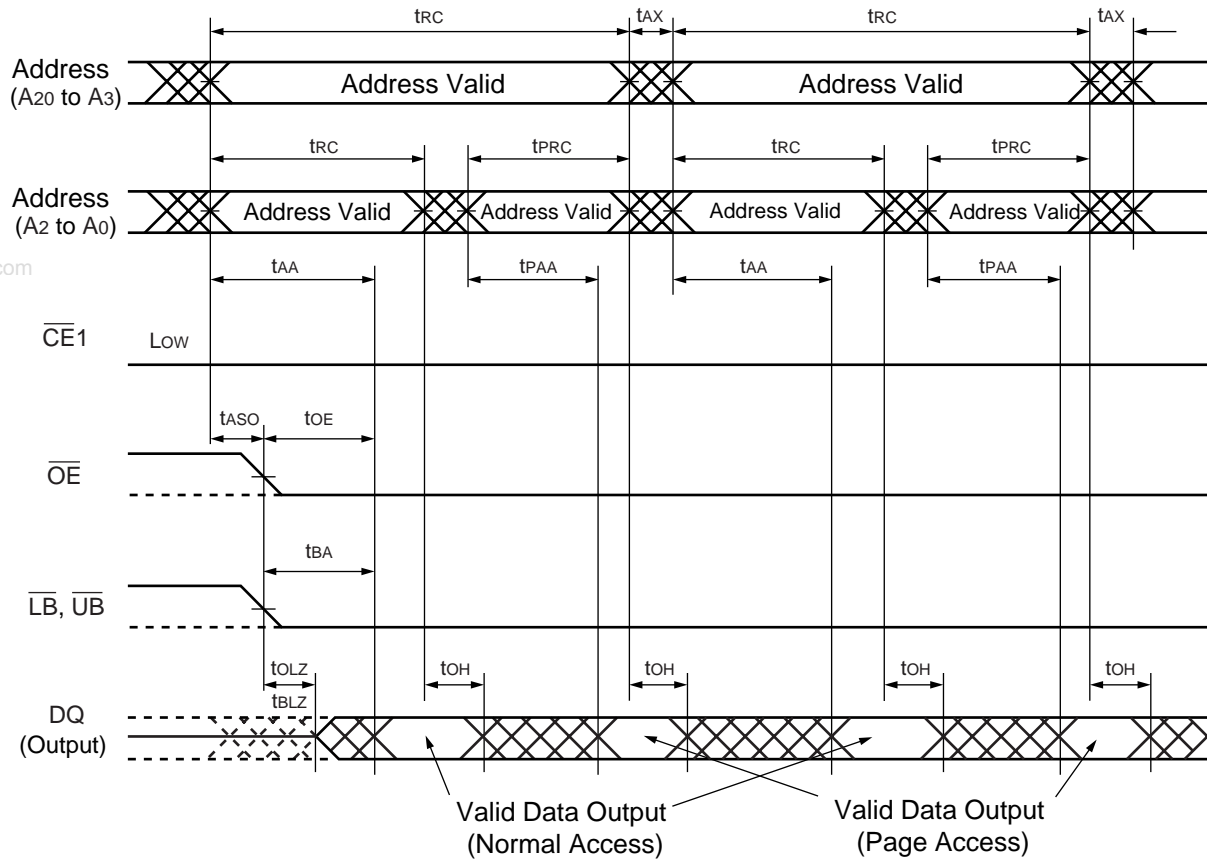 tRC tAX tRC tAX
Address
(A20 to A3)
Address Valid Address Valid
tRC tPRC tRC tPRC
Address
(A2 to A0)
Address Valid Address Valid Address Valid Address Valid
com
tAA tPAA tAA tPAA
CE1
LOW
tASO tOE
OE
tBA
LB, UB
tOLZ tOH tOH tOH tOH
tBLZ
DQ
(Output)
Valid Data Output
(Normal Access)
Valid Data Output
(Page Access)